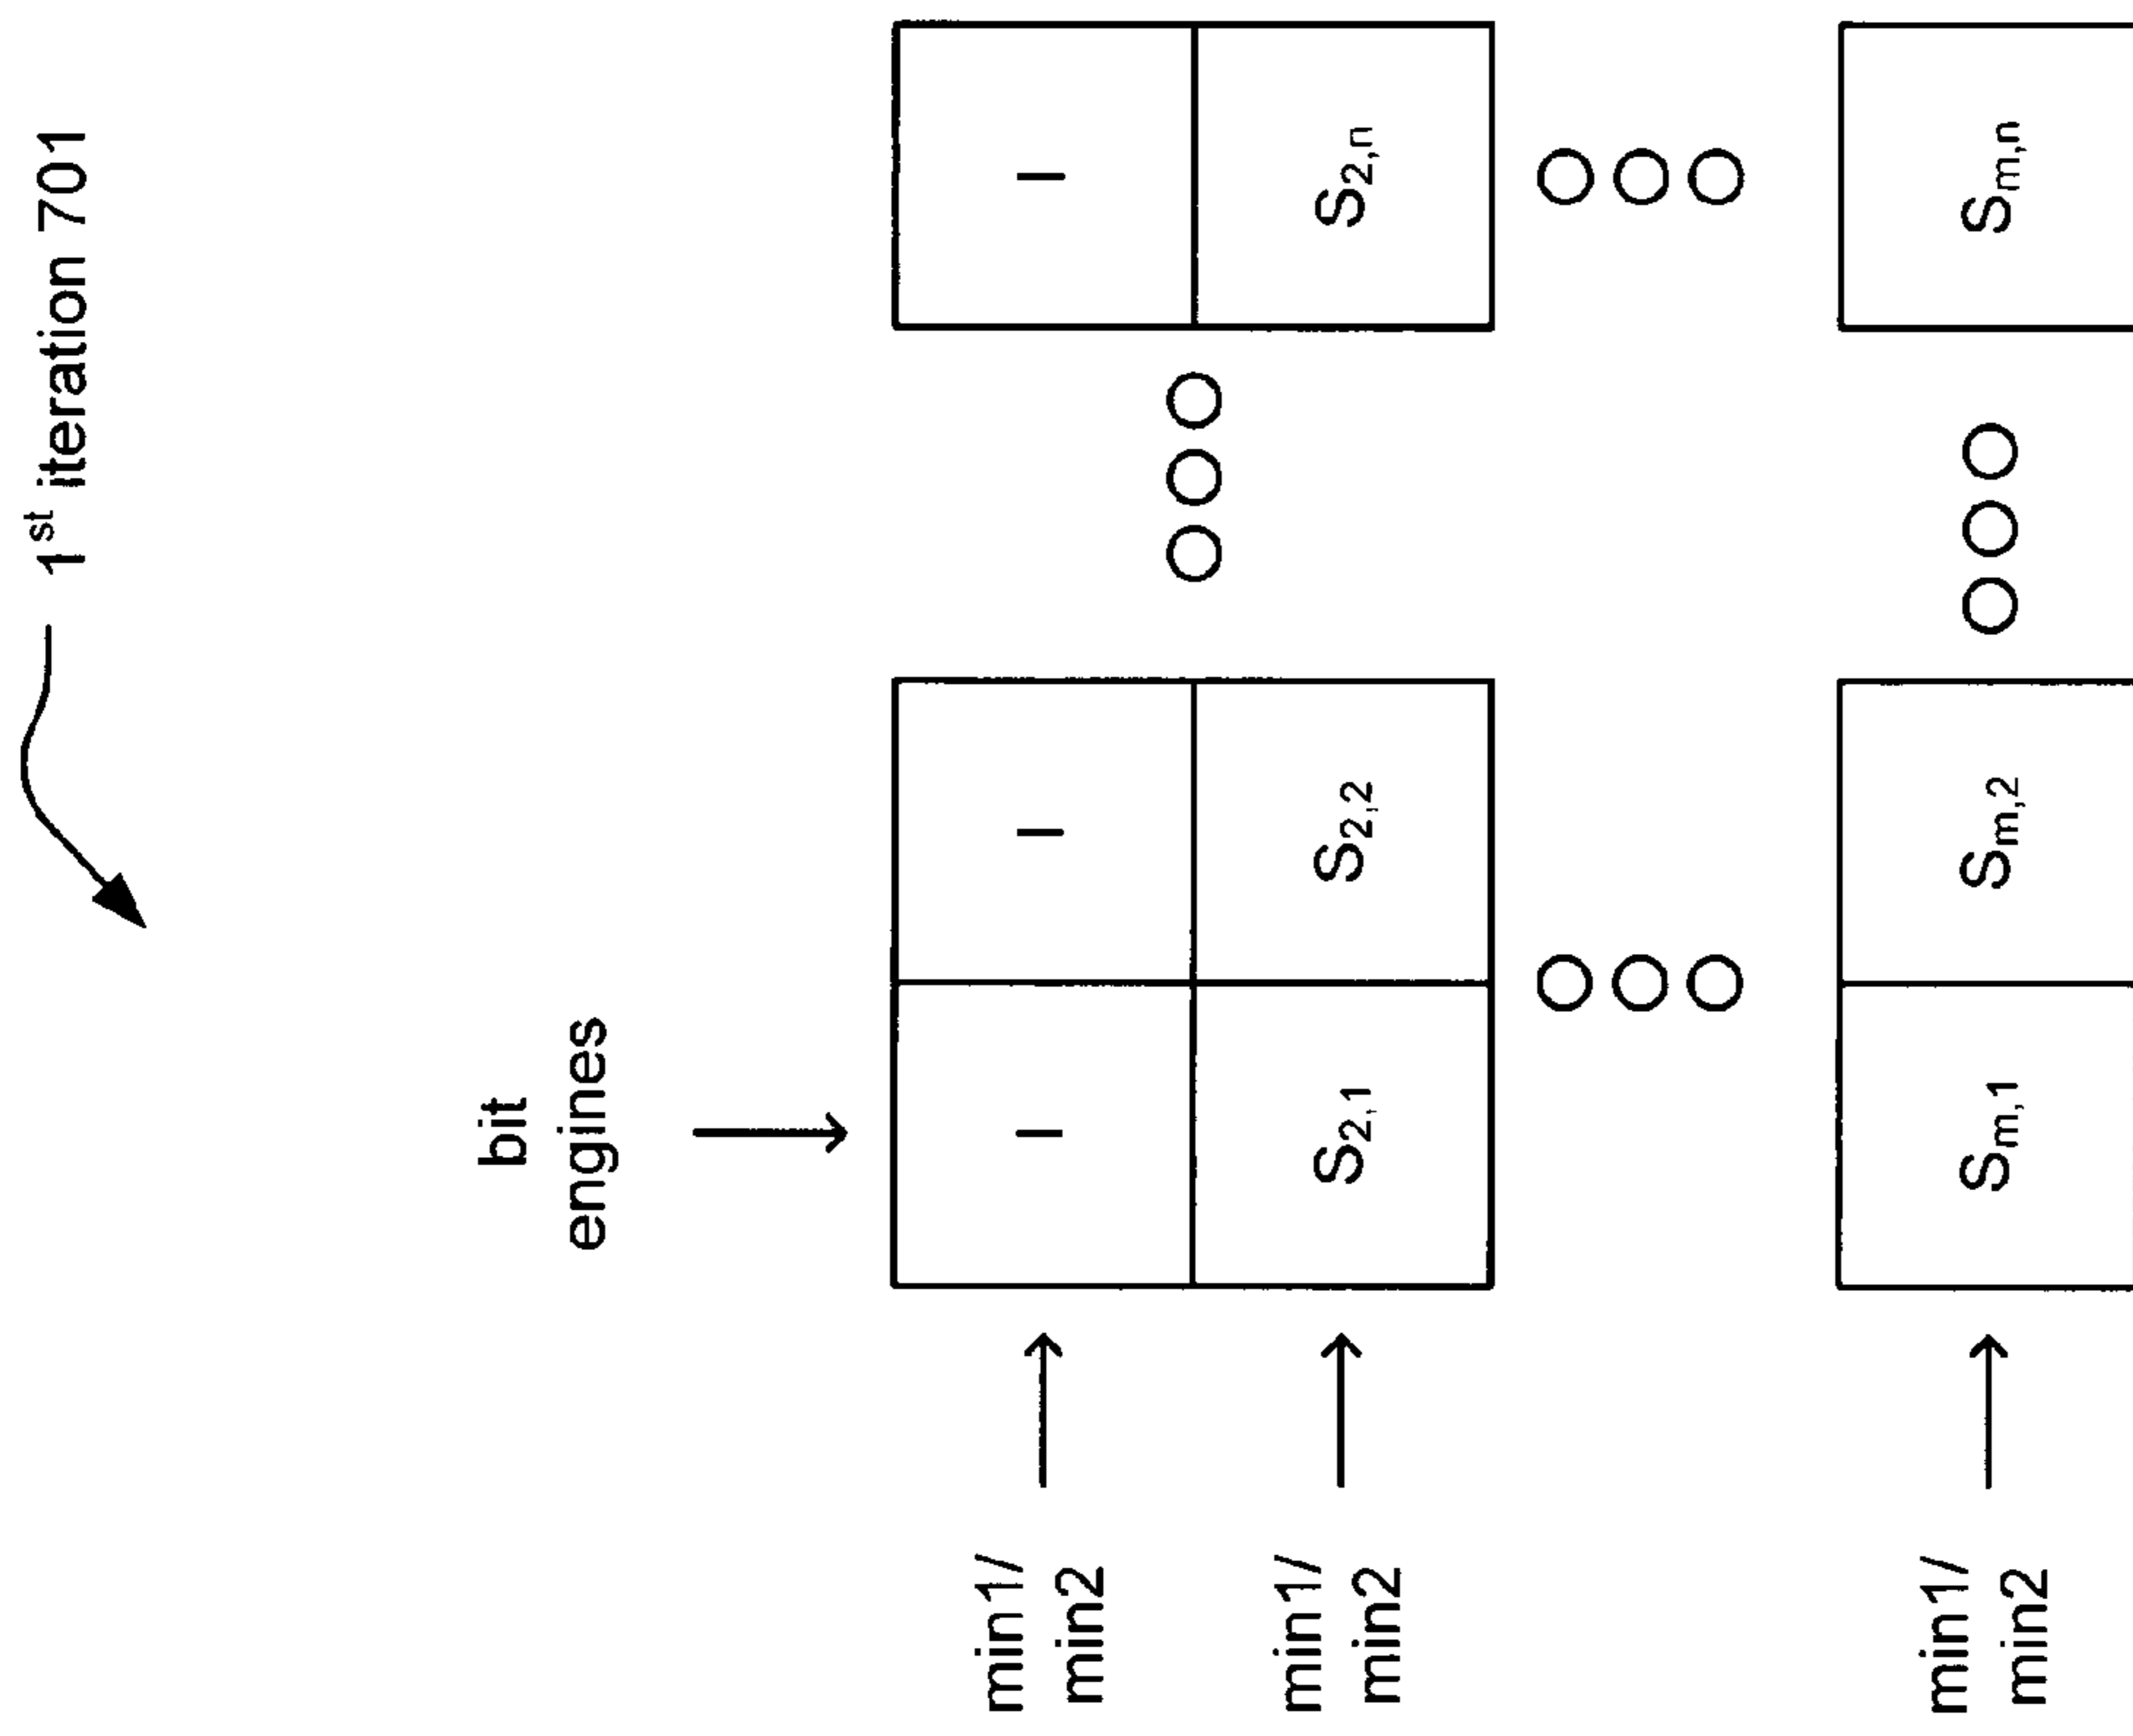 1st iteration 701
bit
engines
min1/
min2
I I I
min1/
min2
S2,1 S2,2 S2,n
min1/
min2
Sm,1 Sm,2 Sm,n